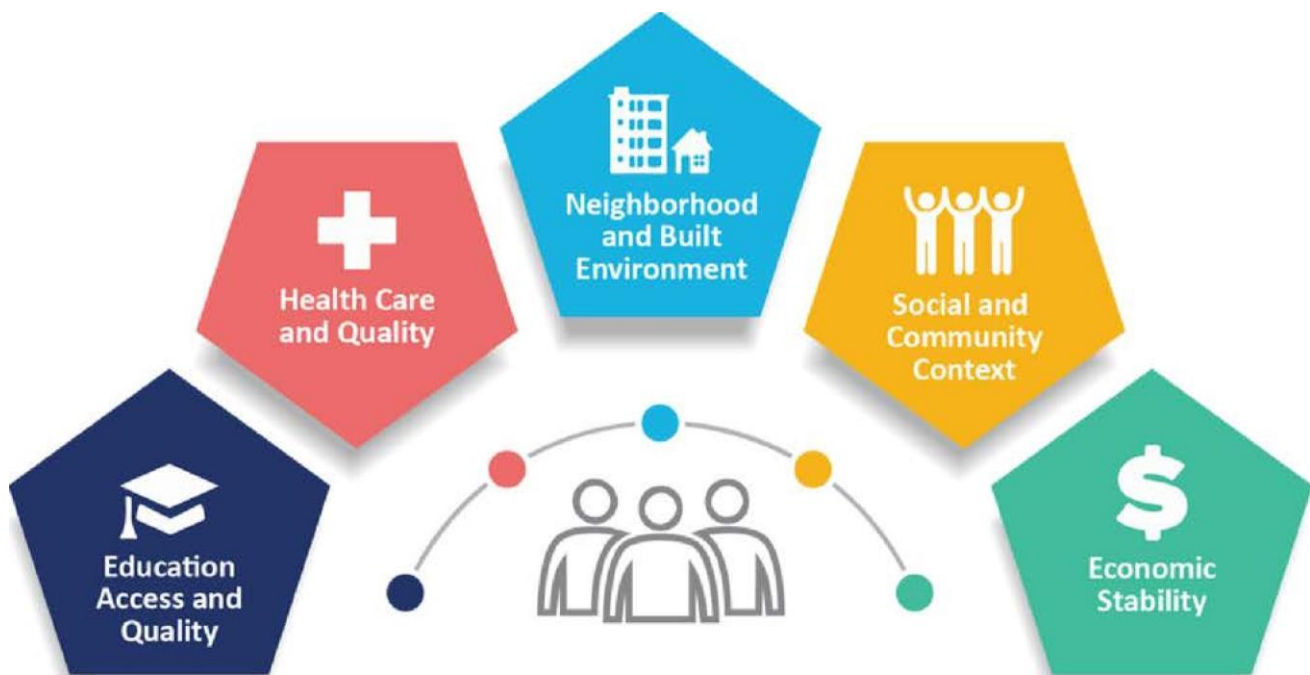 Education
Access and
Quality
Health Care
and Quality
Neighborhood
and Built
Environment
Social and
Community
Context
$
Economic
Stability